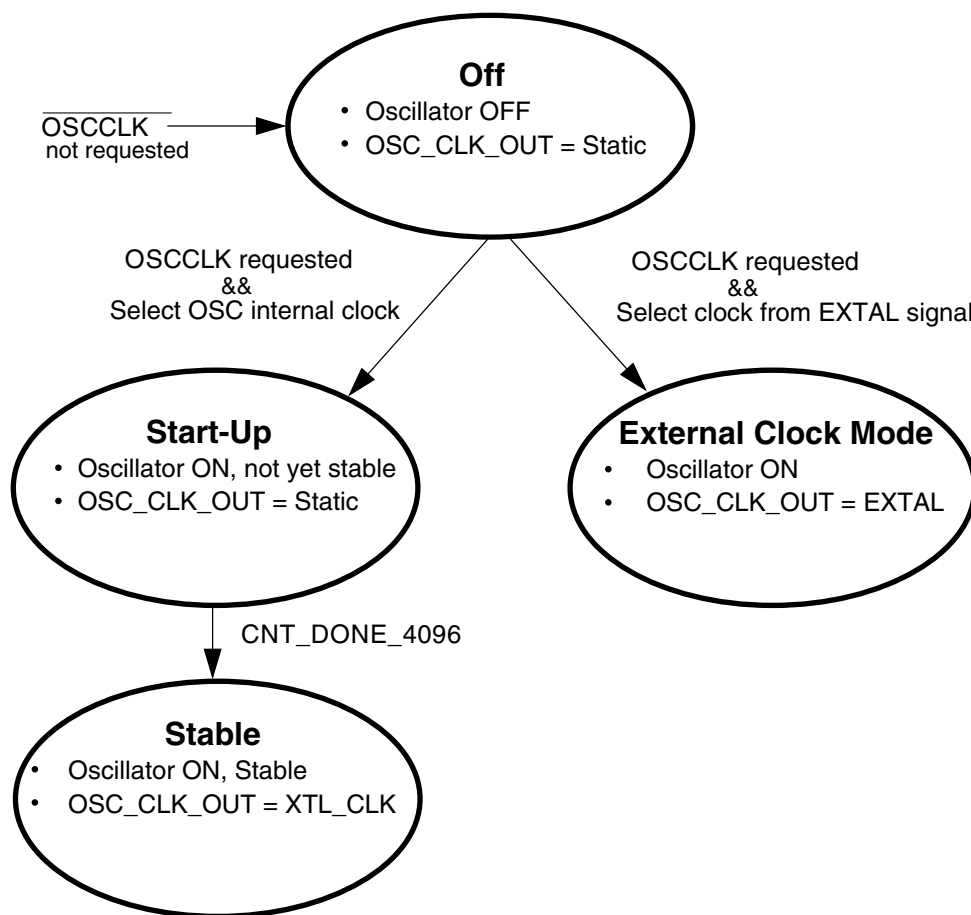 Off
• Oscillator OFF
• OSC_CLK_OUT = Static
OSCCLK
not requested
OSCCLK requested
&&
Select OSC internal clock
OSCCLK requested
&&
Select clock from EXTAL signal
Start-Up
• Oscillator ON, not yet stable
• OSC_CLK_OUT = Static
External Clock Mode
• Oscillator ON
• OSC_CLK_OUT = EXTAL
CNT_DONE_4096
Stable
• Oscillator ON, Stable
• OSC_CLK_OUT = XTL_CLK